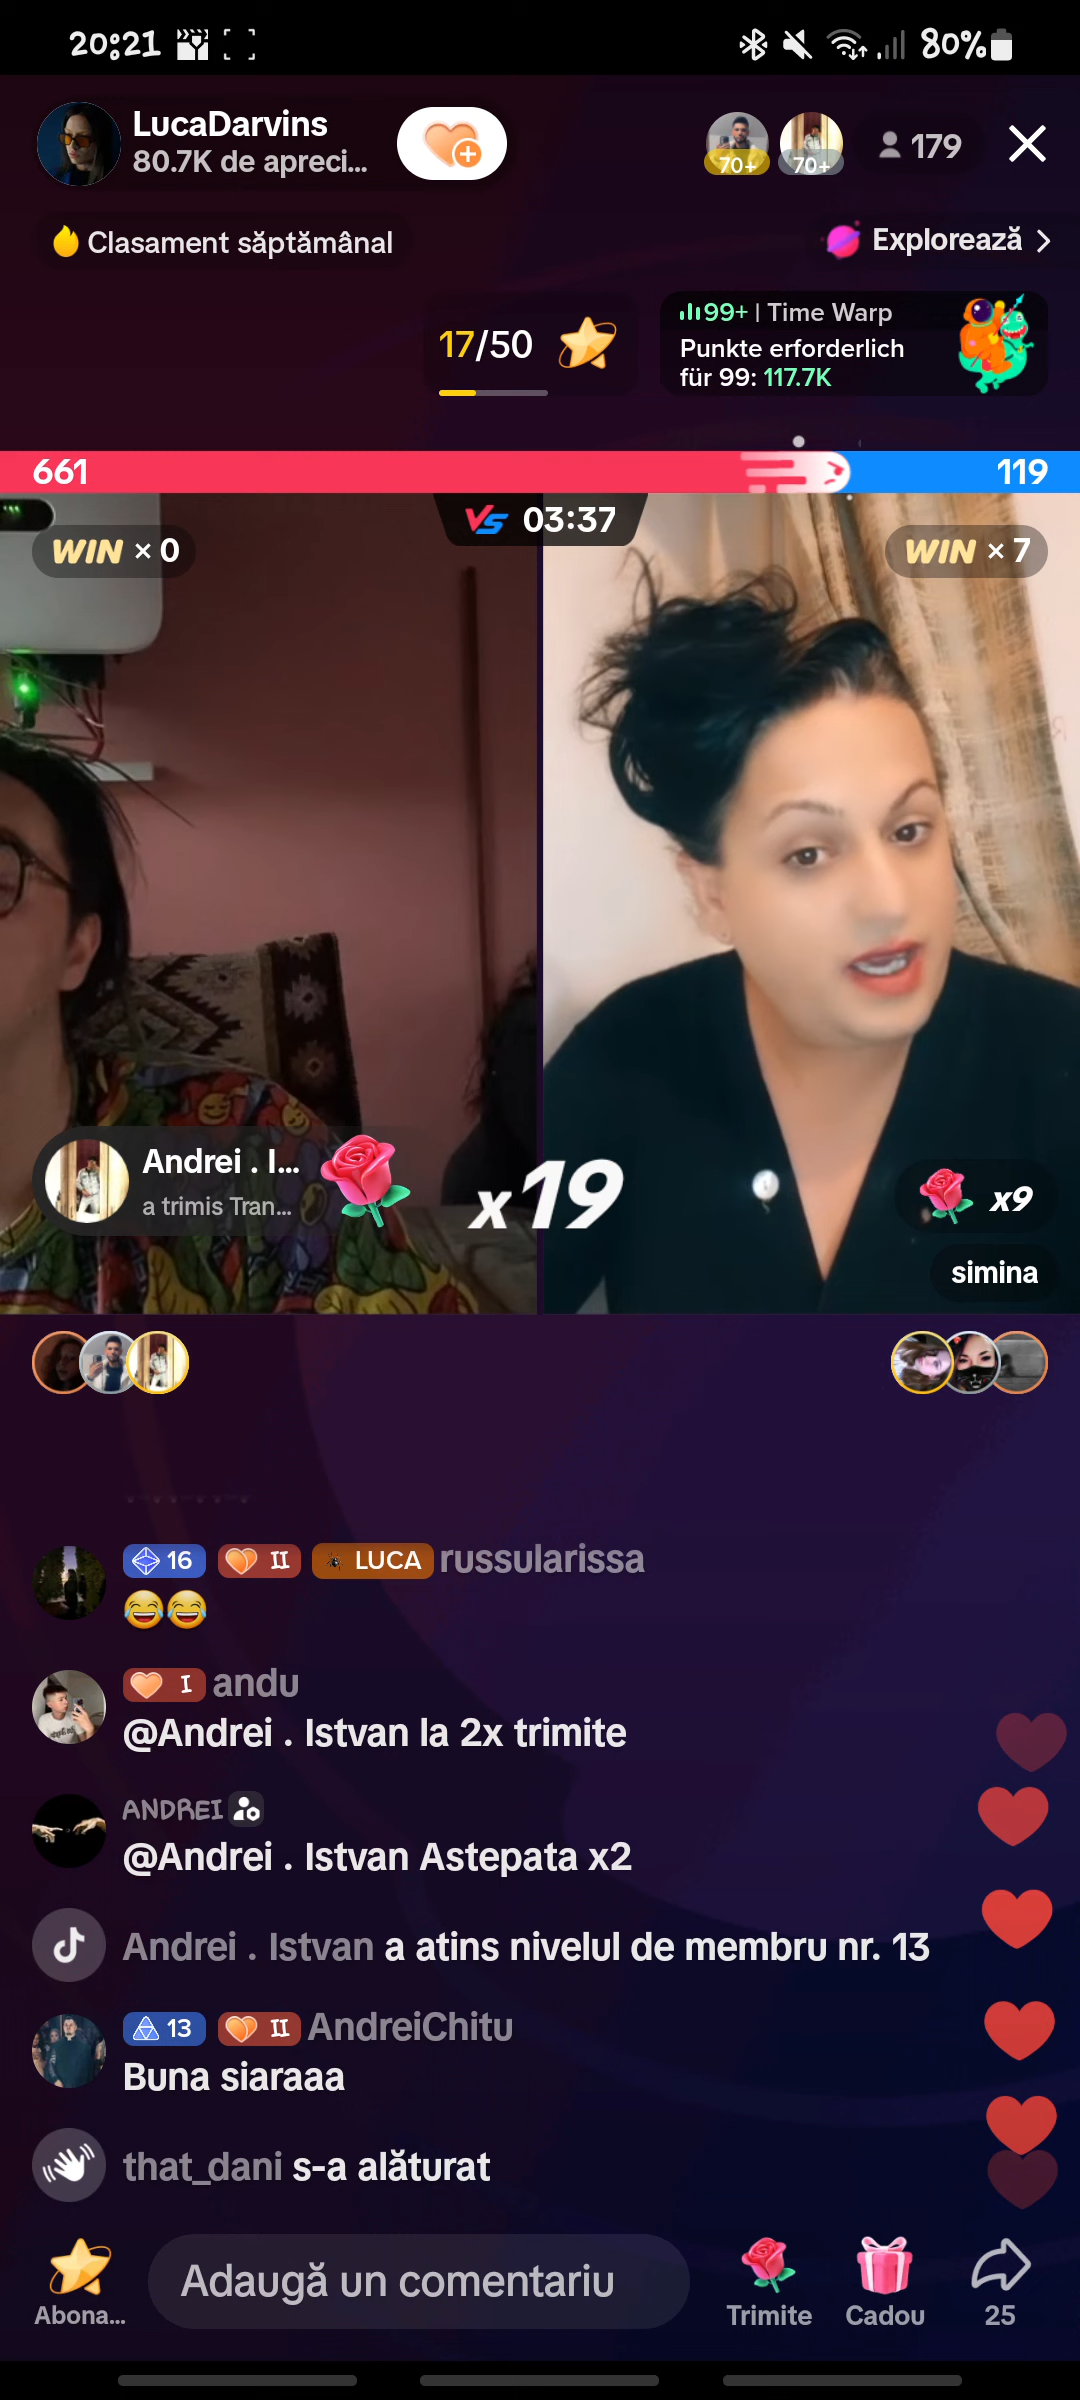 20:21
80%
LucaDarvins
80.7K de apreci...
70+
70+
179
Clasament săptămânal
Explorează
17/50
99+ | Time Warp
Punkte erforderlich
für 99: 117.7K
661
119
VS 03:37
WIN × 0
WIN × 7
Andrei . I...
a trimis Tran...
x19
x9
simina
16 II LUCA russularissa
😂😂
I andu
@Andrei . Istvan la 2x trimite
ANDREI
@Andrei . Istvan Astepata x2
Andrei . Istvan a atins nivelul de membru nr. 13
13 II AndreiChitu
Buna siaraaa
that_dani s-a alăturat
Abona...
Adaugă un comentariu
Trimite
Cadou
25